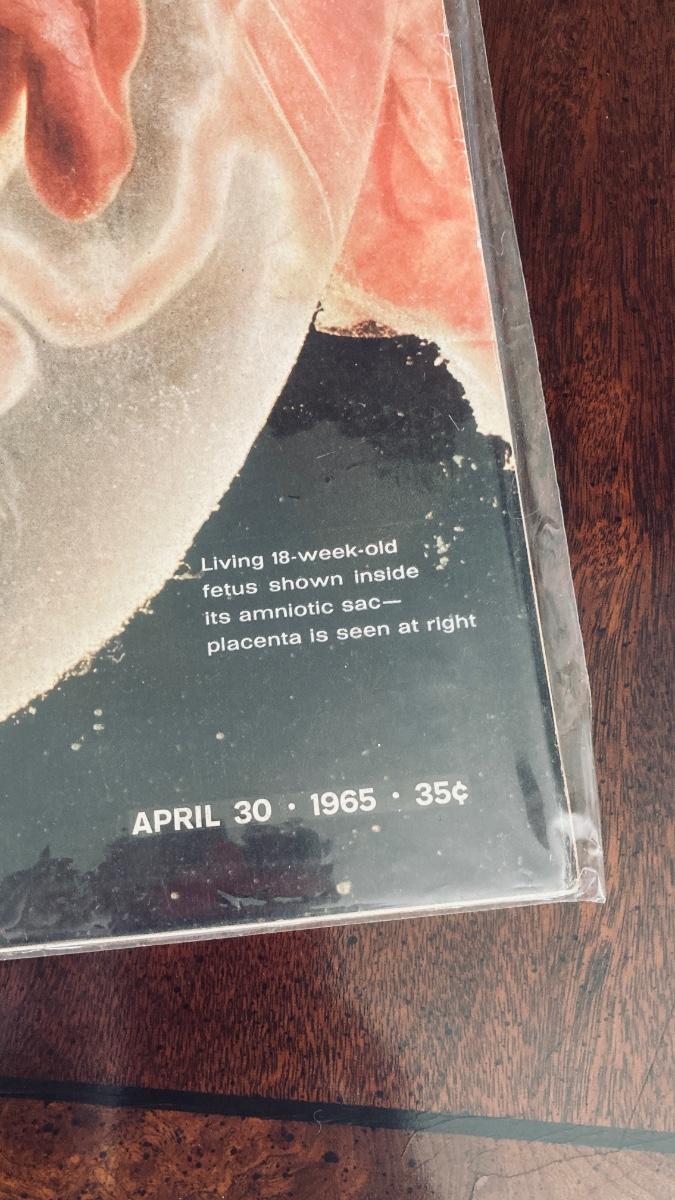 Living 18-week-old
fetus shown inside
its amniotic sac—
placenta is seen at right
APRIL 30 · 1965 · 35¢